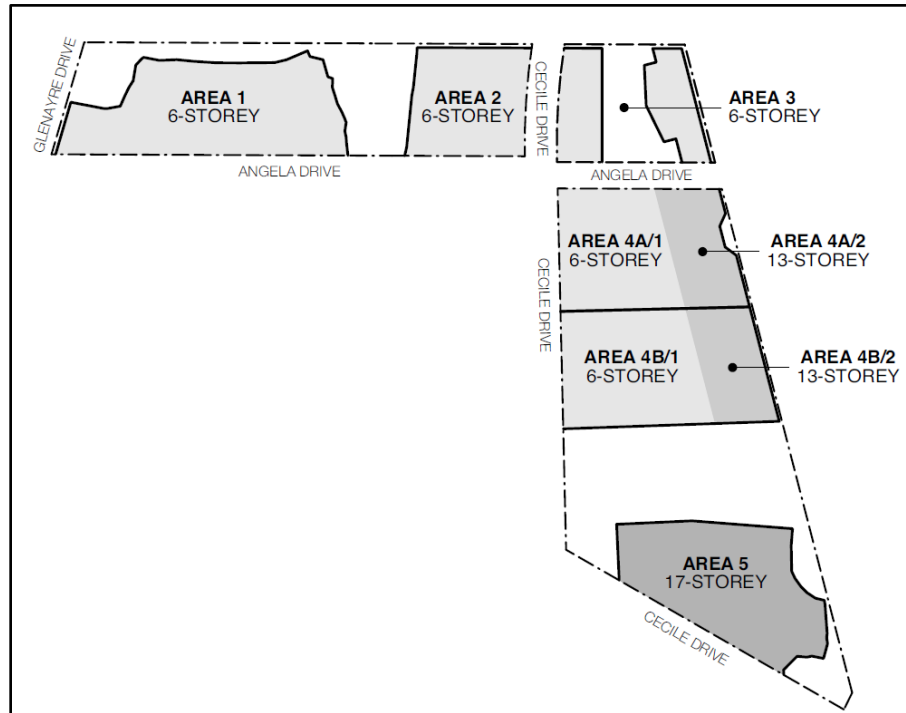 GLENAYRE DRIVE
AREA 1
6-STOREY
AREA 2
6-STOREY
CECILE DRIVE
AREA 3
6-STOREY
ANGELA DRIVE
ANGELA DRIVE
AREA 4A/1
6-STOREY
AREA 4A/2
13-STOREY
CECILE DRIVE
AREA 4B/1
6-STOREY
AREA 4B/2
13-STOREY
AREA 5
17-STOREY
CECILE DRIVE